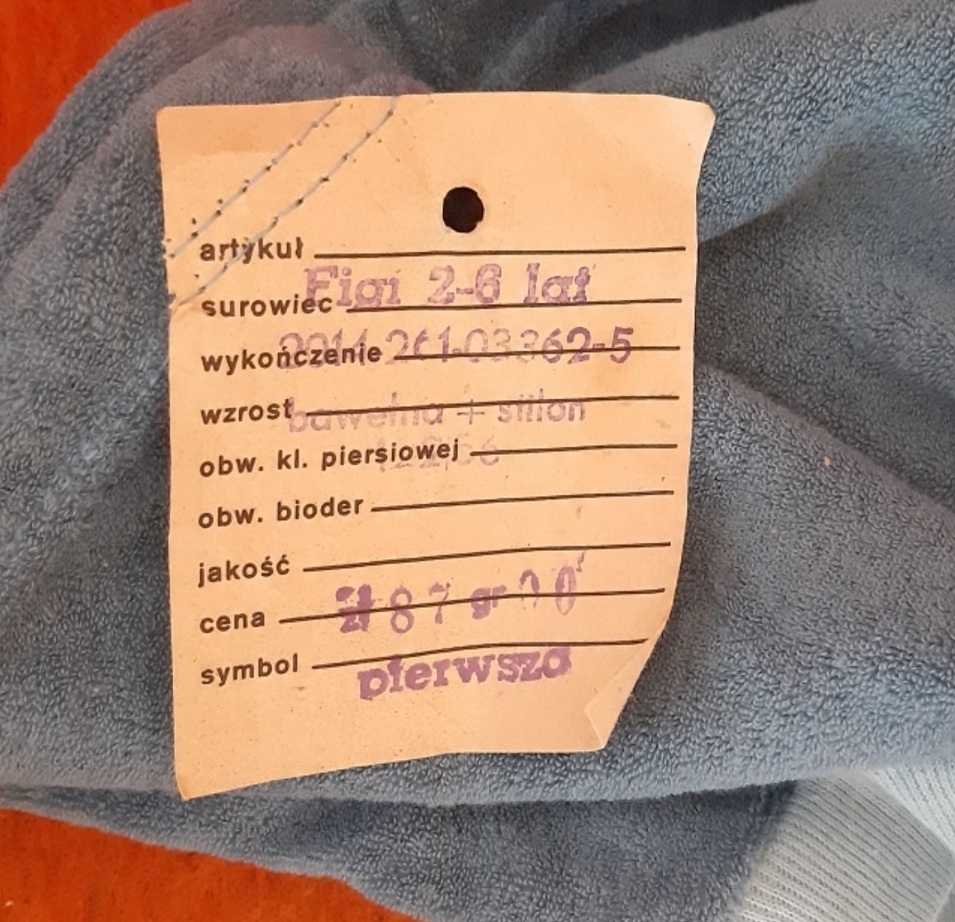 artykuł
Figi 2-6 lat
surowiec
2014-261-03362-5
wykończenie
wzrost
bawełna + stilon
obw. kl. piersiowej
obw. bioder
jakość
zł 87 gr 00
cena
pierwsza
symbol